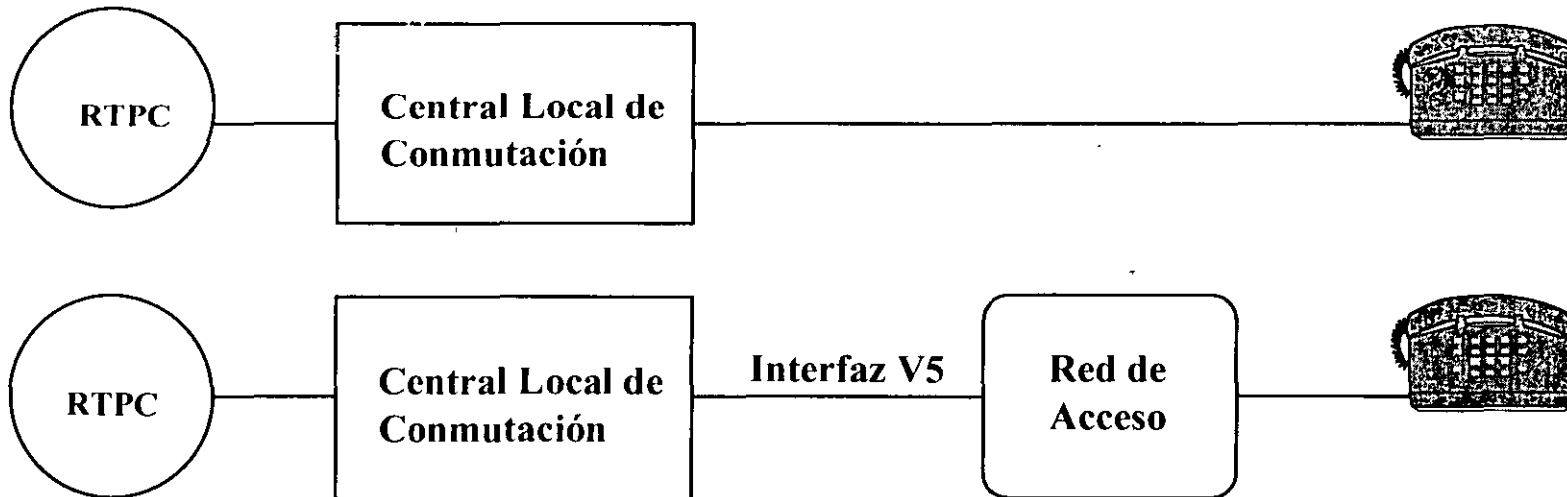 RTPC
Central Local de
Conmutación
RTPC
Central Local de
Conmutación
Interfaz V5
Red de
Acceso